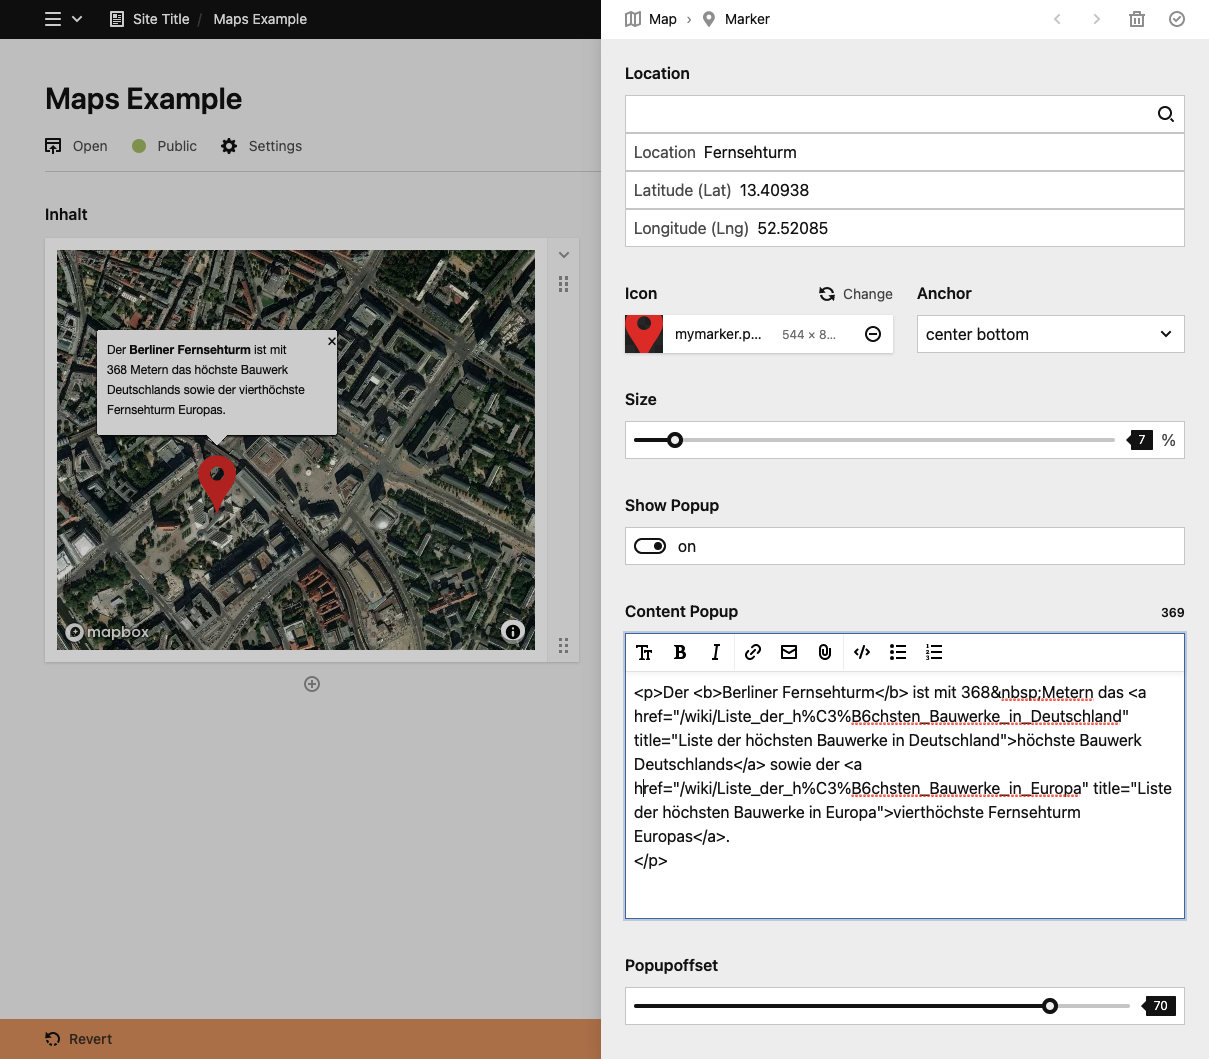 Site Title / Maps Example
Maps Example
Open Public Settings
Inhalt
Der Berliner Fernsehturm ist mit
368 Metern das höchste Bauwerk
Deutschlands sowie der vierthöchste
Fernsehturm Europas.
mapbox
Revert
Map › Marker
Location
Location Fernsehturm
Latitude (Lat) 13.40938
Longitude (Lng) 52.52085
Icon Change Anchor
mymarker.p... 544 × 8... center bottom
Size
7 %
Show Popup
on
Content Popup 369
<p>Der <b>Berliner Fernsehturm</b> ist mit 368&nbsp;Metern das <a
href="/wiki/Liste_der_h%C3%B6chsten_Bauwerke_in_Deutschland"
title="Liste der höchsten Bauwerke in Deutschland">höchste Bauwerk
Deutschlands</a> sowie der <a
href="/wiki/Liste_der_h%C3%B6chsten_Bauwerke_in_Europa" title="Liste
der höchsten Bauwerke in Europa">vierthöchste Fernsehturm
Europas</a>.
</p>
Popupoffset
70